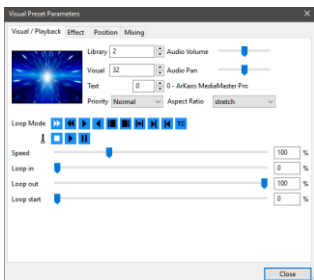 Visual Preset Parameters
Visual / Playback Effect Position Mixing
Library 2 Audio Volume
Visual 32 Audio Pan
Text 0 0 - ArKaos MediaMaster Pro
Priority Normal Aspect Ratio stretch
Loop Mode TC
Speed 100 %
Loop in 0 %
Loop out 100 %
Loop start 0 %
Close